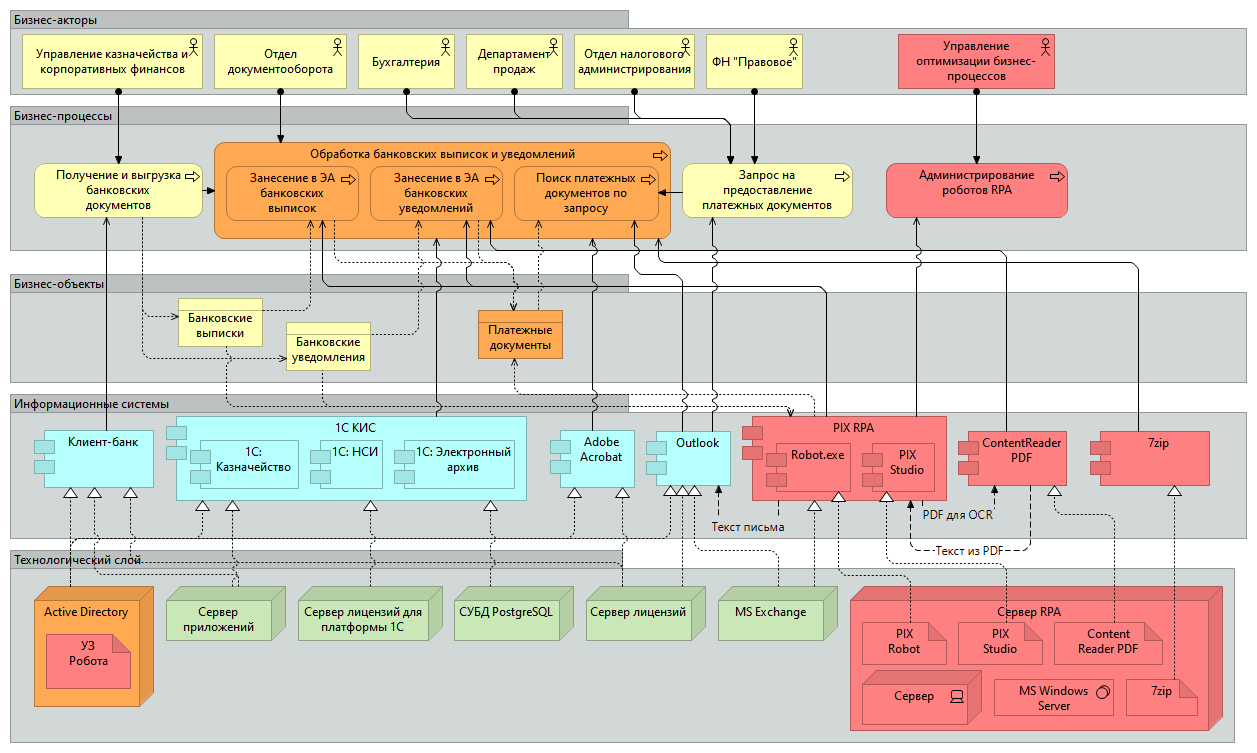 Бизнес-акторы
Управление казначейства и
корпоративных финансов
Отдел
документооборота
Бухгалтерия
Департамент
продаж
Отдел налогового
администрирования
ФН "Правовое"
Управление
оптимизации бизнес-
процессов
Бизнес-процессы
Получение и выгрузка
банковских
документов
Обработка банковских выписок и уведомлений
Занесение в ЭА
банковских
выписок
Занесение в ЭА
банковских
уведомлений
Поиск платежных
документов по
запросу
Запрос на
предоставление
платежных документов
Администрирование
роботов RPA
Бизнес-объекты
Банковские
выписки
Банковские
уведомления
Платежные
документы
Информационные системы
Клиент-банк
1С КИС
1С:
Казначейство
1С: НСИ
1С: Электронный
архив
Adobe
Acrobat
Outlook
PIX RPA
Robot.exe
PIX
Studio
ContentReader
PDF
7zip
Текст письма
PDF для OCR
Текст из PDF
Технологический слой
Active Directory
УЗ
Робота
Сервер
приложений
Сервер лицензий для
платформы 1С
СУБД PostgreSQL
Сервер лицензий
MS Exchange
Сервер RPA
PIX
Robot
PIX
Studio
Content
Reader PDF
Сервер
MS Windows
Server
7zip